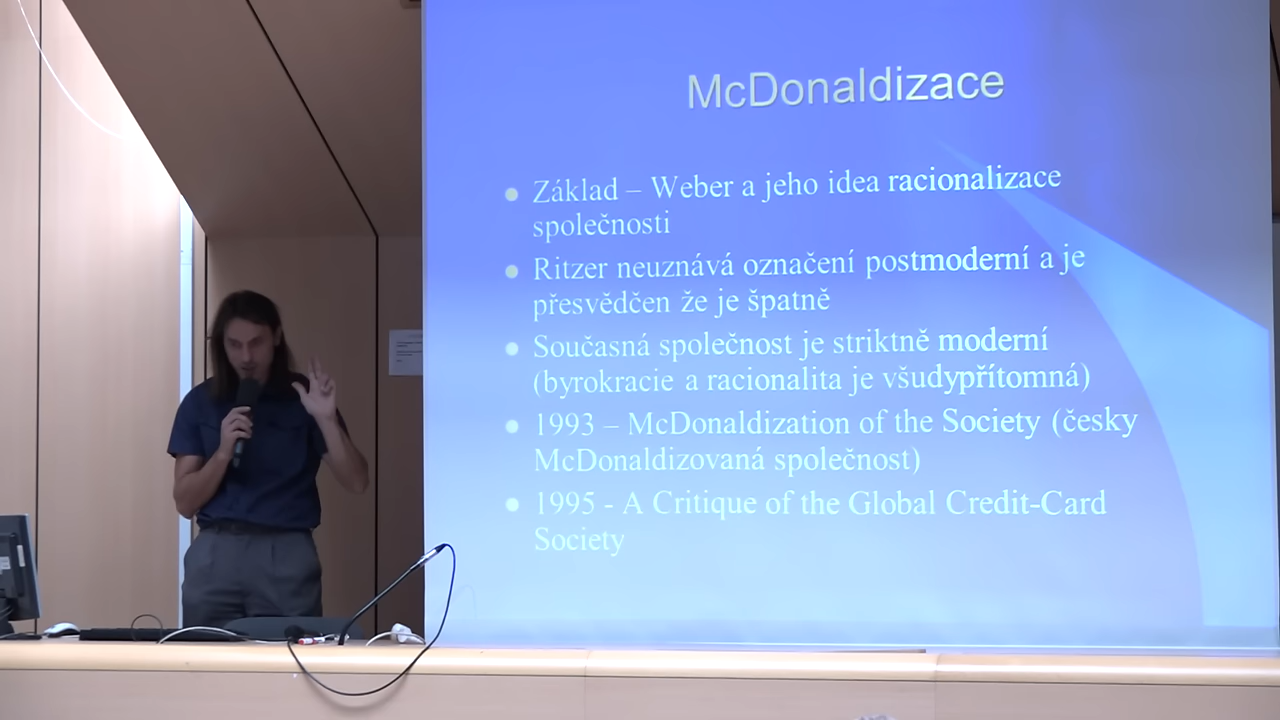 McDonaldizace
Základ – Weber a jeho idea racionalizace
společnosti
Ritzer neuznává označení postmoderní a je
přesvědčen že je špatně
Současná společnost je striktně moderní
(byrokracie a racionalita je všudypřítomná)
1993 – McDonaldization of the Society (česky
McDonaldizovaná společnost)
1995 - A Critique of the Global Credit-Card
Society